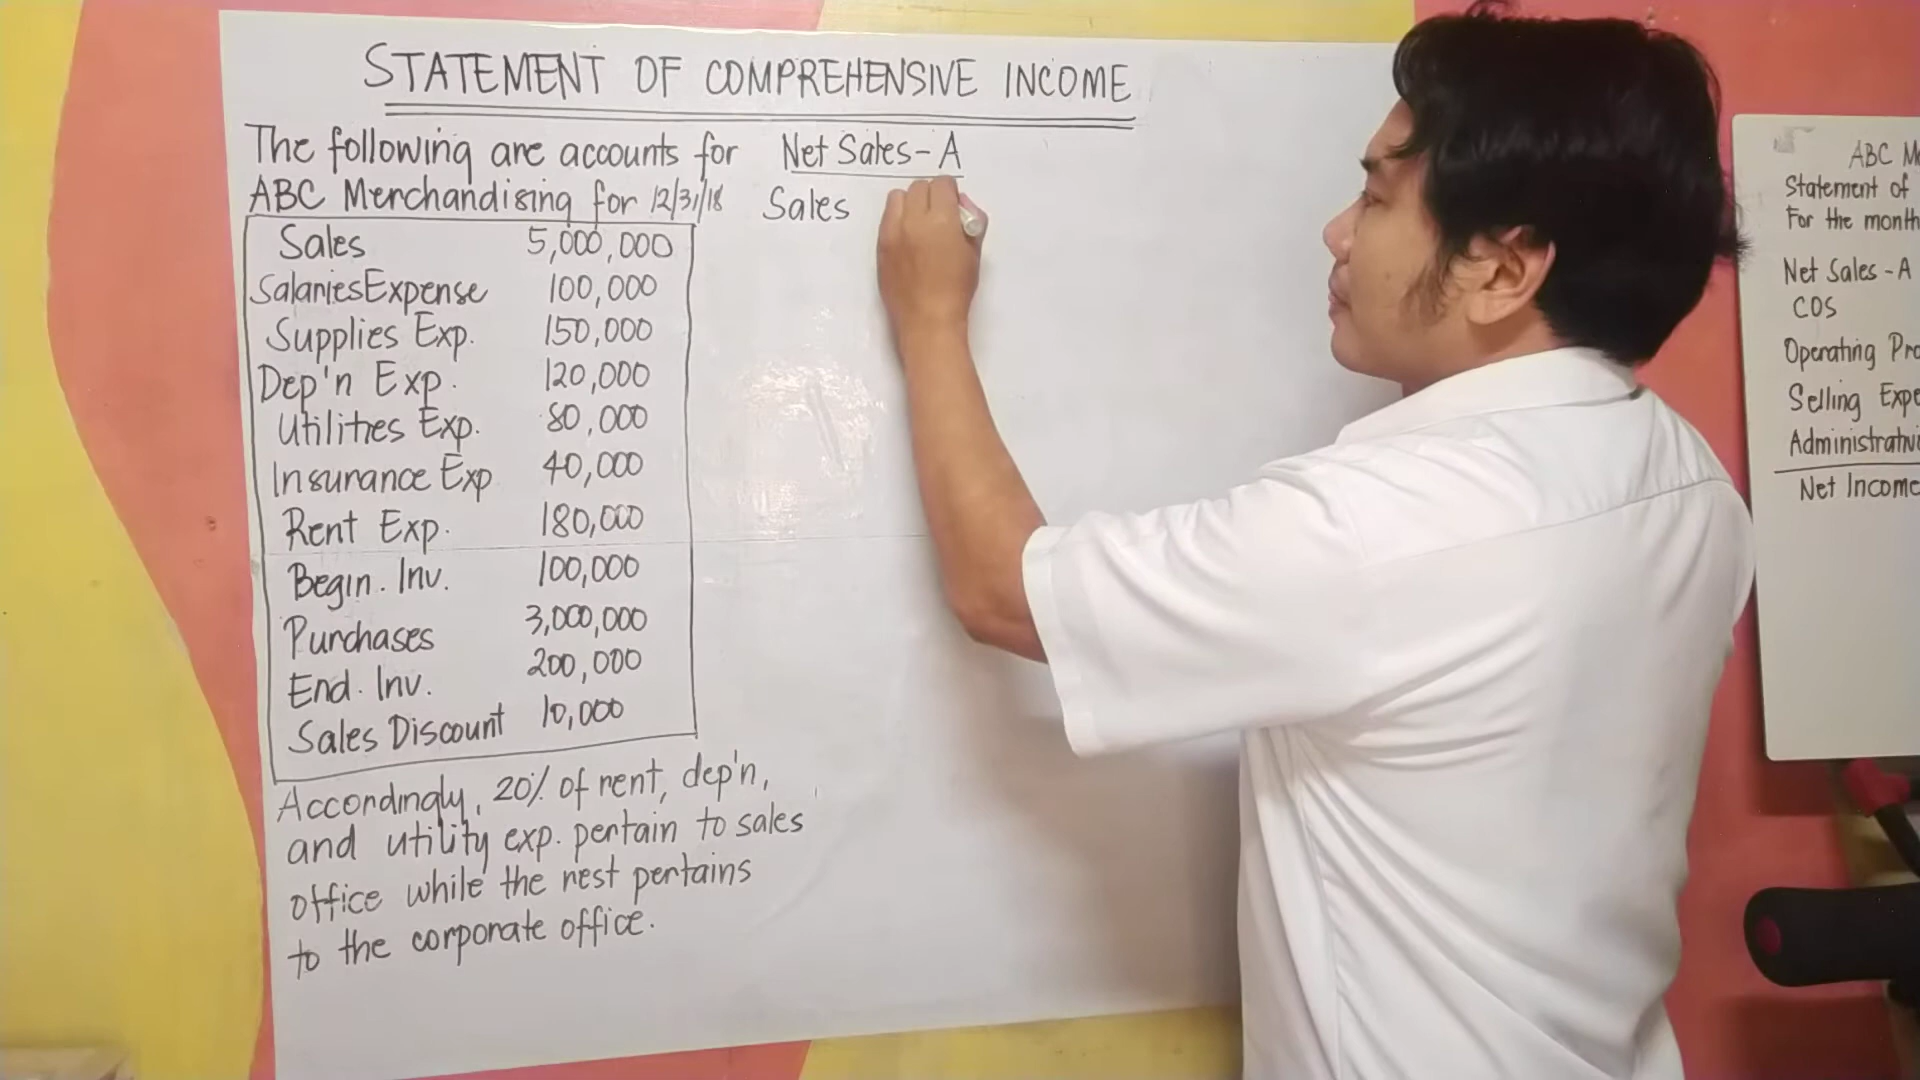 STATEMENT OF COMPREHENSIVE INCOME
The following are accounts for
ABC Merchandising for 12/31/18
Sales 5,000,000
Salaries Expense 100,000
Supplies Exp. 150,000
Dep'n Exp. 120,000
Utilities Exp. 80,000
Insurance Exp 40,000
Rent Exp. 180,000
Begin. Inv. 100,000
Purchases 3,000,000
End. Inv. 200,000
Sales Discount 10,000
Accordingly, 20% of rent, dep'n,
and utility exp. pertain to sales
office while the rest pertains
to the corporate office.
Net Sales - A
Sales
ABC M
Statement of
For the month
Net Sales - A
COS
Operating Pro
Selling Expe
Administrativ
Net Income